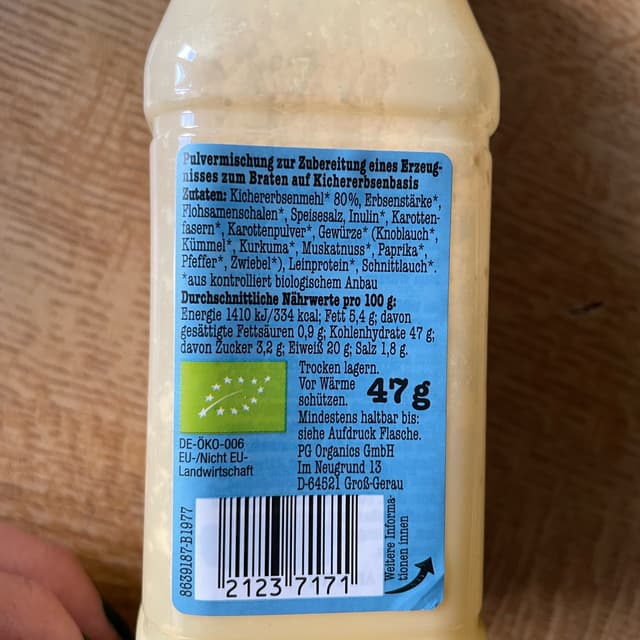 Pulvermischung zur Zubereitung eines Erzeug-
nisses zum Braten auf Kichererbsenbasis
Zutaten: Kichererbsenmehl* 80%, Erbsenstärke*,
Flohsamenschalen*, Speisesalz, Inulin*, Karotten-
fasern*, Karottenpulver*, Gewürze* (Knoblauch*,
Kümmel*, Kurkuma*, Muskatnuss*, Paprika*,
Pfeffer*, Zwiebel*), Leinprotein*, Schnittlauch*.
*aus kontrolliert biologischem Anbau
Durchschnittliche Nährwerte pro 100 g:
Energie 1410 kJ/334 kcal; Fett 5,4 g; davon
gesättigte Fettsäuren 0,9 g; Kohlenhydrate 47 g;
davon Zucker 3,2 g; Eiweiß 20 g; Salz 1,8 g.
Trocken lagern.
Vor Wärme
schützen.
47 g
Mindestens haltbar bis:
siehe Aufdruck Flasche.
DE-ÖKO-006
EU-/Nicht EU-
Landwirtschaft
PG Organics GmbH
Im Neugrund 13
D-64521 Groß-Gerau
8639187-B1977
2123 7171
Weitere Informa-
tionen innen